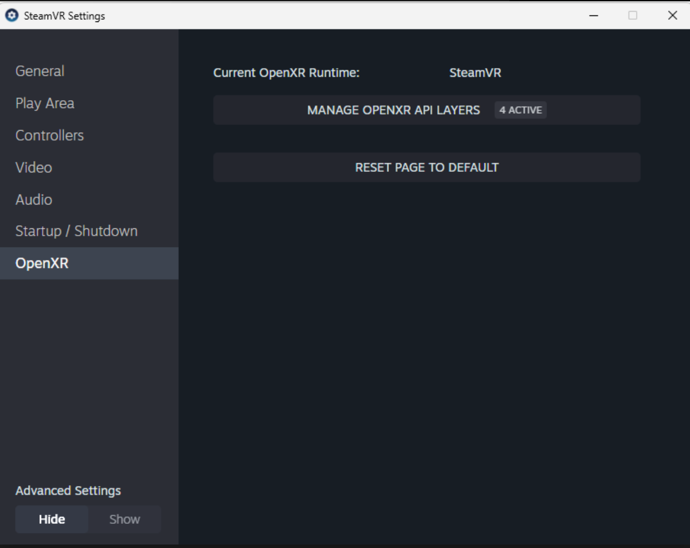 SteamVR Settings
General
Play Area
Controllers
Video
Audio
Startup / Shutdown
OpenXR
Current OpenXR Runtime: SteamVR
MANAGE OPENXR API LAYERS 4 ACTIVE
RESET PAGE TO DEFAULT
Advanced Settings
Hide Show